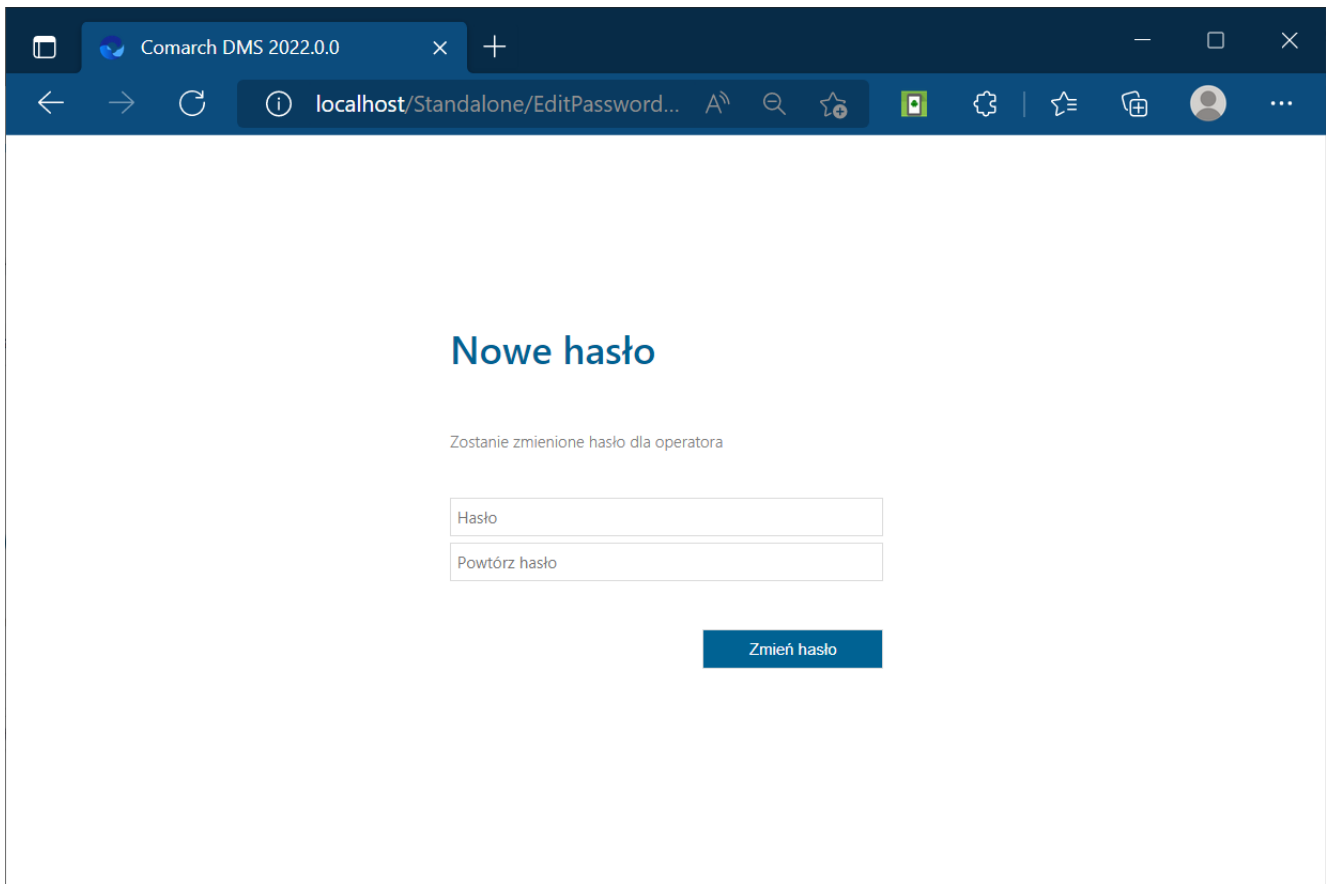 Comarch DMS 2022.0.0
localhost/Standalone/EditPassword...
Nowe hasło
Zostanie zmienione hasło dla operatora
Hasło
Powtórz hasło
Zmień hasło